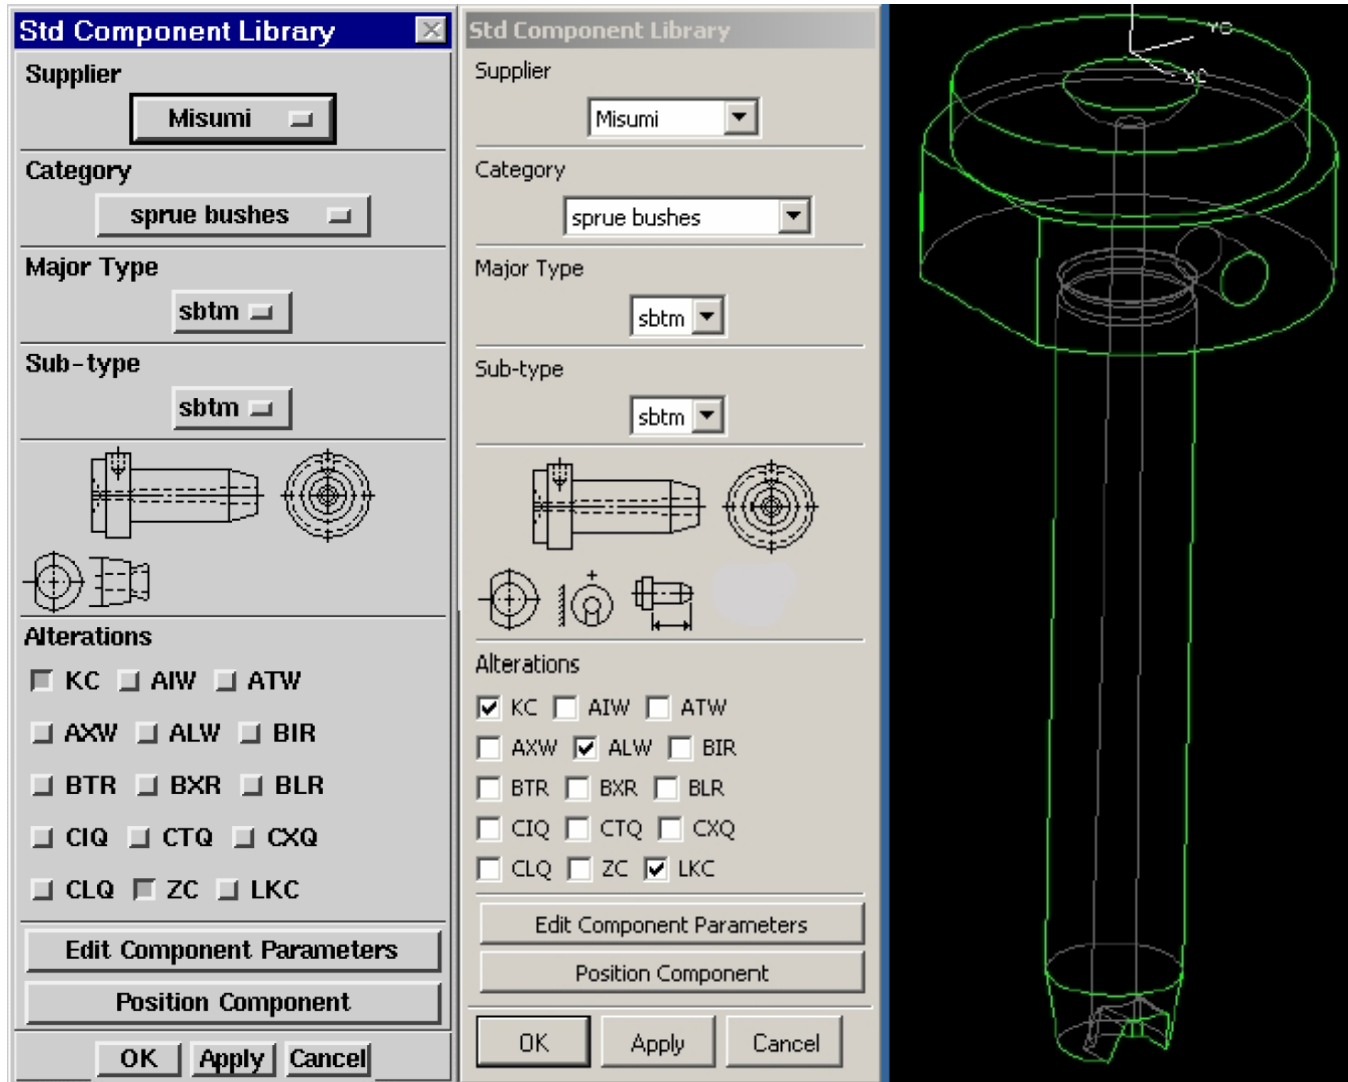 Std Component Library
Supplier
Misumi
Category
sprue bushes
Major Type
sbtm
Sub-type
sbtm
Alterations
KC AIW ATW
AXW ALW BIR
BTR BXR BLR
CIQ CTQ CXQ
CLQ ZC LKC
Edit Component Parameters
Position Component
OK Apply Cancel
Std Component Library
Supplier
Misumi
Category
sprue bushes
Major Type
sbtm
Sub-type
sbtm
Alterations
KC AIW ATW
AXW ALW BIR
BTR BXR BLR
CIQ CTQ CXQ
CLQ ZC LKC
Edit Component Parameters
Position Component
OK Apply Cancel
YC
XC